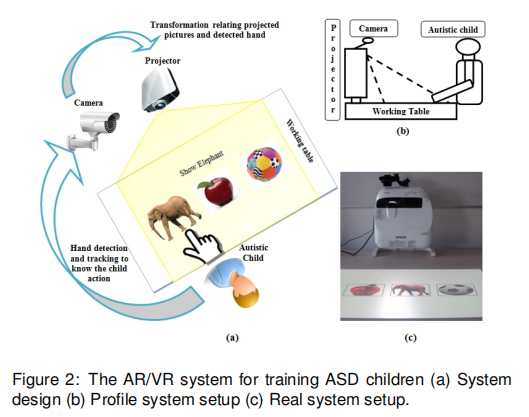 Transformation relating projected
pictures and detected hand
Projector
Camera
Show Elephant
Working table
Hand detection
and tracking to
know the child
action
Autistic
Child
(a)
Projector
Camera
Autistic child
Working Table
(b)
(c)
Figure 2: The AR/VR system for training ASD children (a) System
design (b) Profile system setup (c) Real system setup.